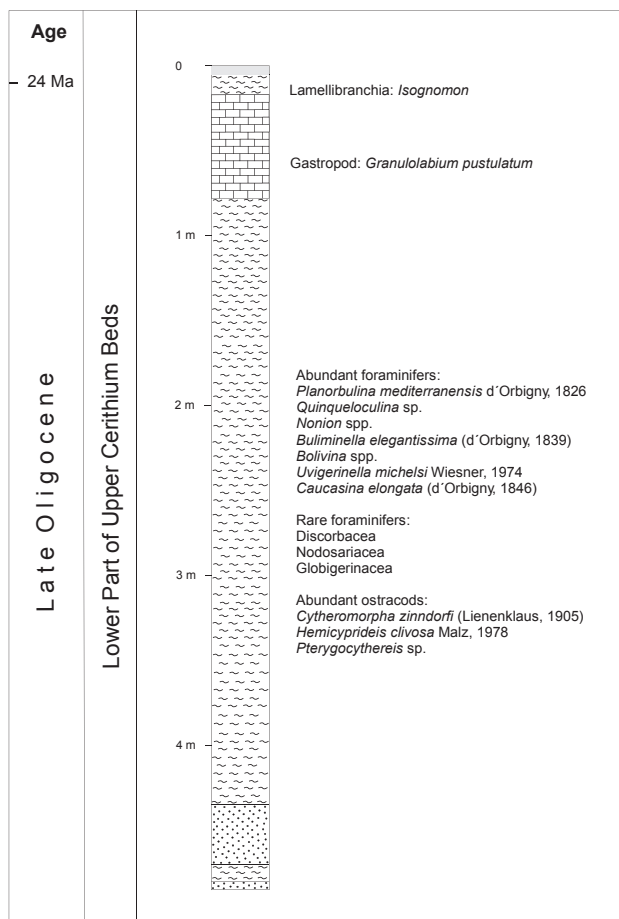 Age
24 Ma
Late Oligocene
Lower Part of Upper Cerithium Beds
0
Lamellibranchia: Isognomon
Gastropod: Granulolabium pustulatum
1 m
Abundant foraminifers:
Planorbulina mediterranensis d´Orbigny, 1826
2 m
Quinqueloculina sp.
Nonion spp.
Buliminella elegantissima (d´Orbigny, 1839)
Bolivina spp.
Uvigerinella michelsi Wiesner, 1974
Caucasina elongata (d´Orbigny, 1846)
Rare foraminifers:
Discorbacea
Nodosariacea
Globigerinacea
3 m
Abundant ostracods:
Cytheromorpha zinndorfi (Lienenklaus, 1905)
Hemicyprideis clivosa Malz, 1978
Pterygocythereis sp.
4 m